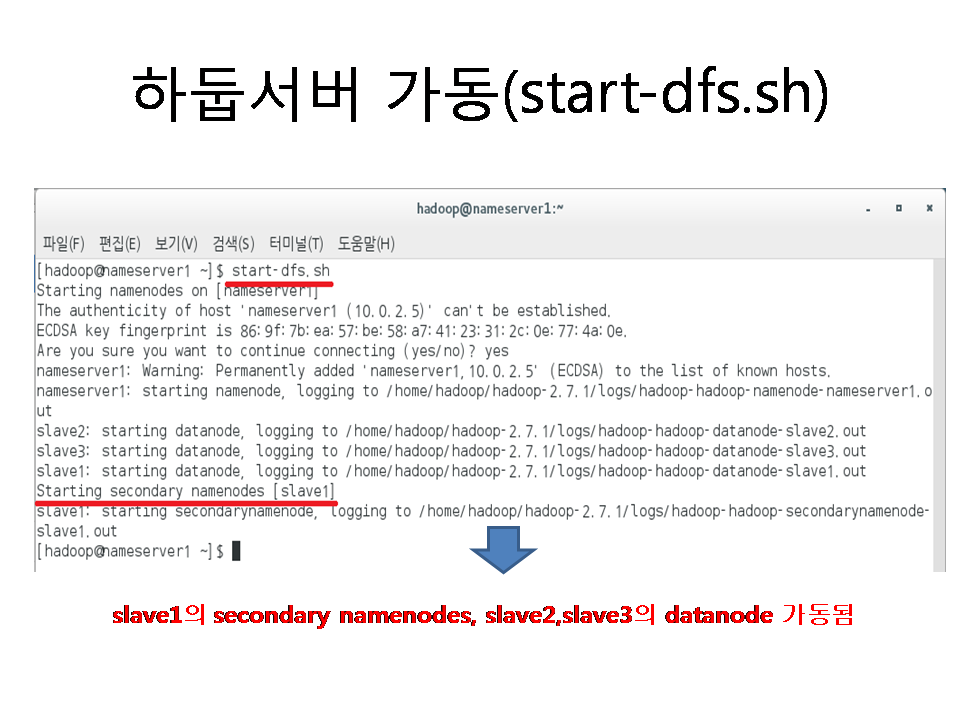 하둡서버 가동(start-dfs.sh)
hadoop@nameserver1:~
파일(F) 편집(E) 보기(V) 검색(S) 터미널(T) 도움말(H)
[hadoop@nameserver1 ~]$ start-dfs.sh
Starting namenodes on [nameserver1]
The authenticity of host 'nameserver1 (10.0.2.5)' can't be established.
ECDSA key fingerprint is 86:9f:7b:ea:57:be:58:a7:41:23:31:2c:0e:77:4a:0e.
Are you sure you want to continue connecting (yes/no)? yes
nameserver1: Warning: Permanently added 'nameserver1,10.0.2.5' (ECDSA) to the list of known hosts.
nameserver1: starting namenode, logging to /home/hadoop/hadoop-2.7.1/logs/hadoop-hadoop-namenode-nameserver1.o
ut
slave2: starting datanode, logging to /home/hadoop/hadoop-2.7.1/logs/hadoop-hadoop-datanode-slave2.out
slave3: starting datanode, logging to /home/hadoop/hadoop-2.7.1/logs/hadoop-hadoop-datanode-slave3.out
slave1: starting datanode, logging to /home/hadoop/hadoop-2.7.1/logs/hadoop-hadoop-datanode-slave1.out
Starting secondary namenodes [slave1]
slave1: starting secondarynamenode, logging to /home/hadoop/hadoop-2.7.1/logs/hadoop-hadoop-secondarynamenode-
slave1.out
[hadoop@nameserver1 ~]$
slave1의 secondary namenodes, slave2,slave3의 datanode 가동됨